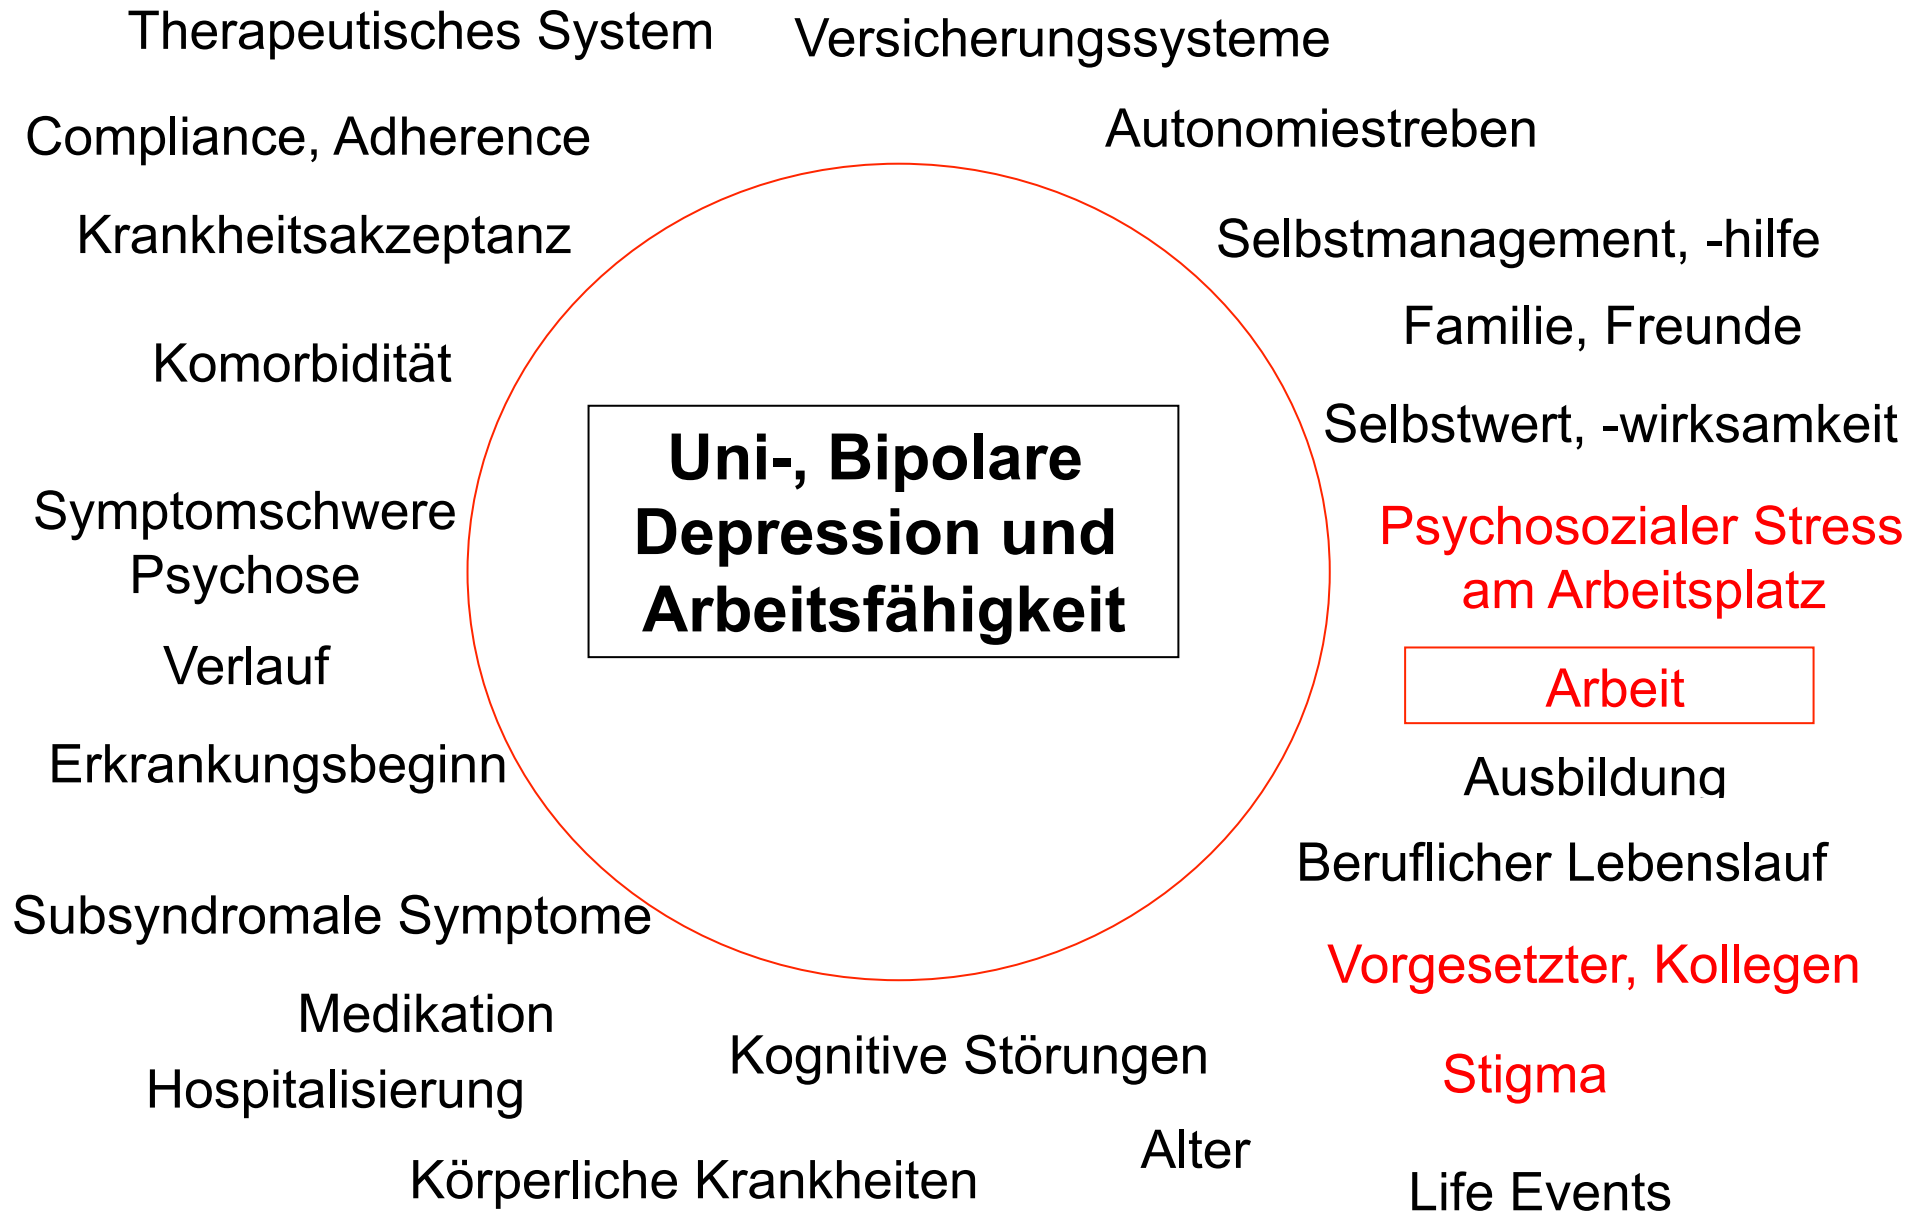 Therapeutisches System
Versicherungssysteme
Compliance, Adherence
Autonomiestreben
Krankheitsakzeptanz
Selbstmanagement, -hilfe
Familie, Freunde
Komorbidität
Selbstwert, -wirksamkeit
Uni-, Bipolare
Depression und
Arbeitsfähigkeit
Symptomschwere
Psychose
Psychosozialer Stress
am Arbeitsplatz
Verlauf
Arbeit
Erkrankungsbeginn
Ausbildung
Beruflicher Lebenslauf
Subsyndromale Symptome
Vorgesetzter, Kollegen
Medikation
Kognitive Störungen
Stigma
Hospitalisierung
Alter
Körperliche Krankheiten
Life Events